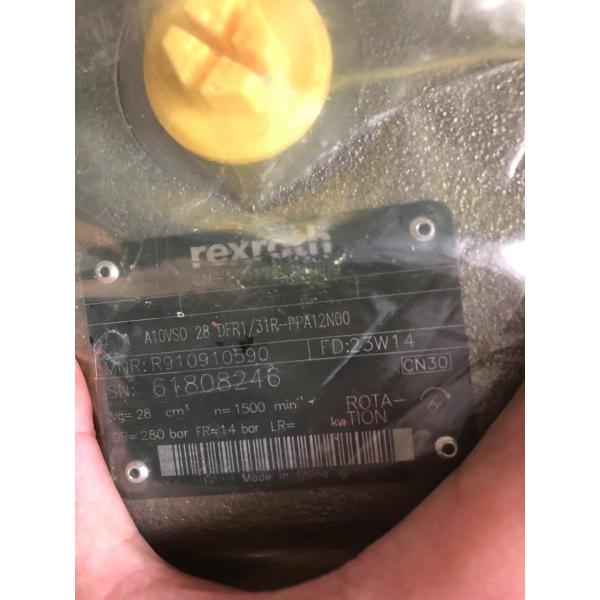 rexroth
A10VSO 28 DFR1/31R-PPA12N00
MNR: R910910590 FD:23W14
SN: 61808246 CN30
Vg= 28 cm³ n= 1500 min⁻¹ ROTA-
TION
DR= 280 bar FR= 14 bar LR= kw
Made in China